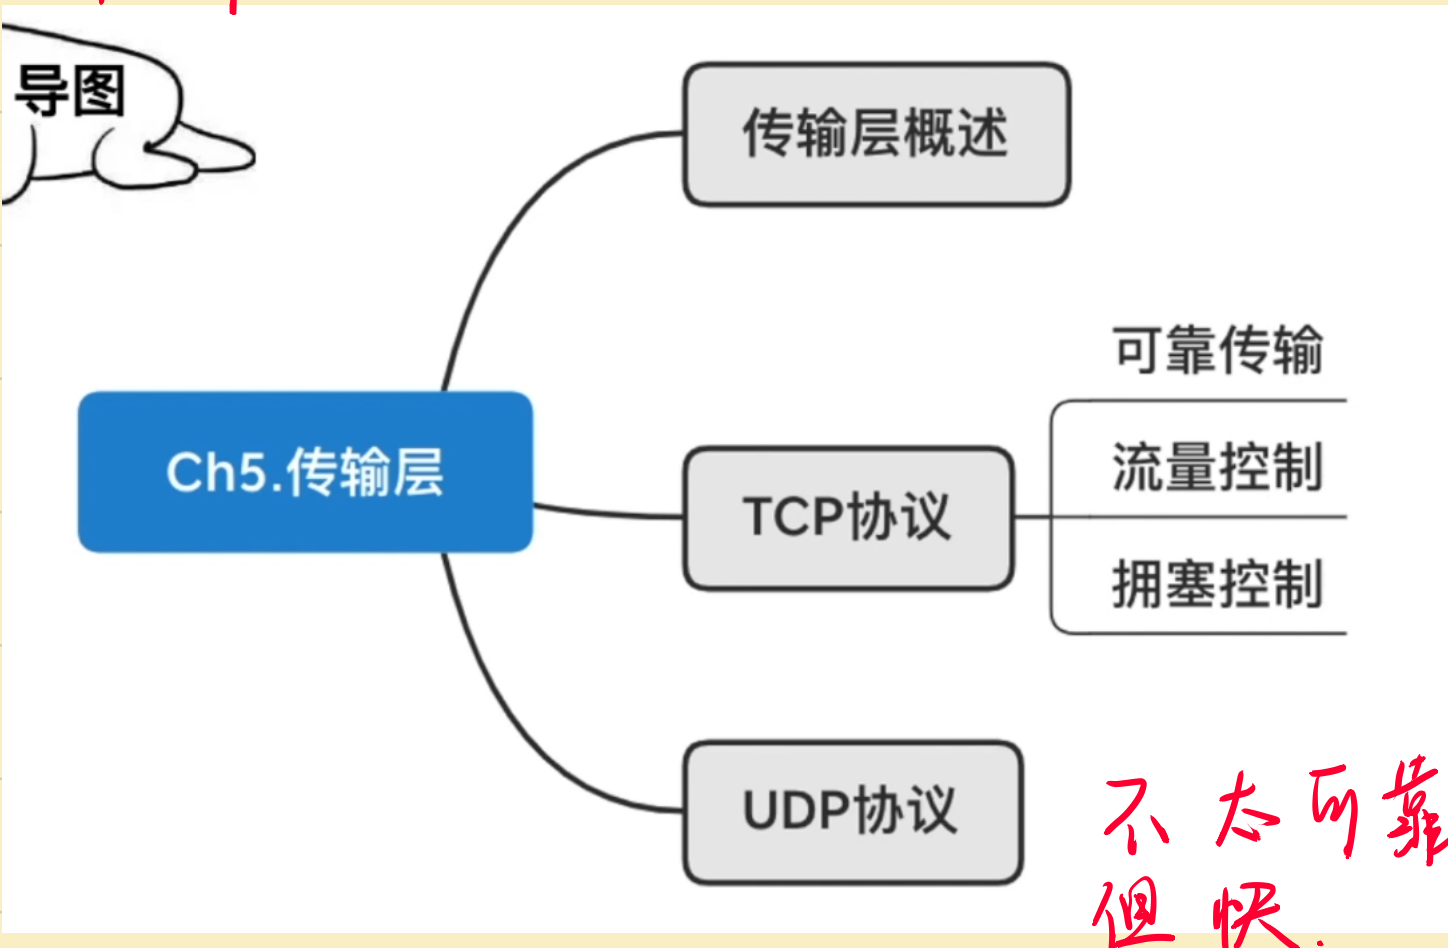 导图
传输层概述
Ch5.传输层
TCP协议
可靠传输
流量控制
拥塞控制
UDP协议
不太可靠
但快.